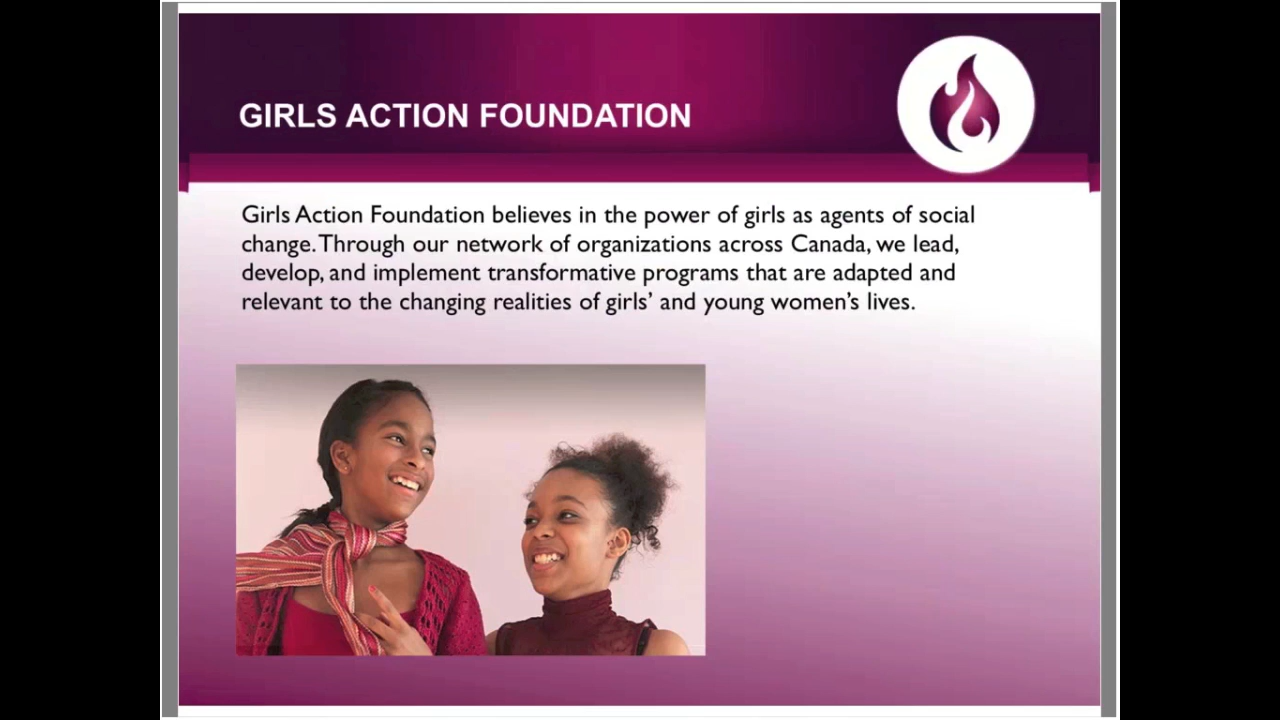 GIRLS ACTION FOUNDATION
Girls Action Foundation believes in the power of girls as agents of social
change. Through our network of organizations across Canada, we lead,
develop, and implement transformative programs that are adapted and
relevant to the changing realities of girls’ and young women’s lives.